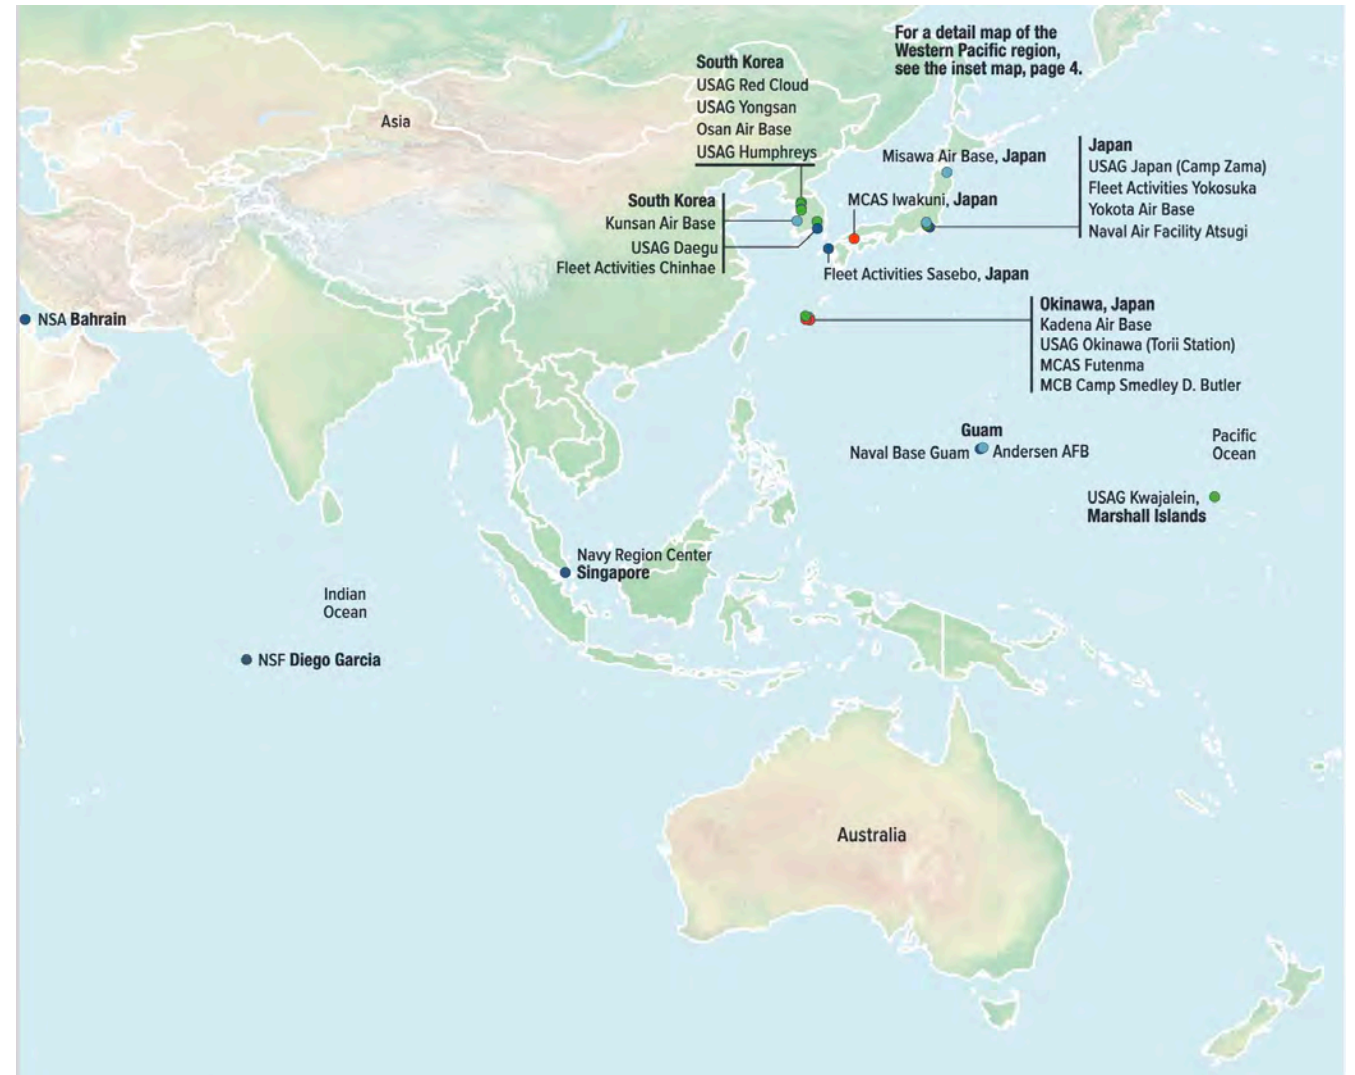 For a detail map of the
Western Pacific region,
see the inset map, page 4.
South Korea
USAG Red Cloud
USAG Yongsan
Osan Air Base
USAG Humphreys
Asia
Misawa Air Base, Japan
Japan
USAG Japan (Camp Zama)
Fleet Activities Yokosuka
Yokota Air Base
Naval Air Facility Atsugi
MCAS Iwakuni, Japan
South Korea
Kunsan Air Base
USAG Daegu
Fleet Activities Chinhae
Fleet Activities Sasebo, Japan
NSA Bahrain
Okinawa, Japan
Kadena Air Base
USAG Okinawa (Torii Station)
MCAS Futenma
MCB Camp Smedley D. Butler
Guam
Naval Base Guam Andersen AFB
Pacific
Ocean
USAG Kwajalein,
Marshall Islands
Navy Region Center
Singapore
Indian
Ocean
NSF Diego Garcia
Australia